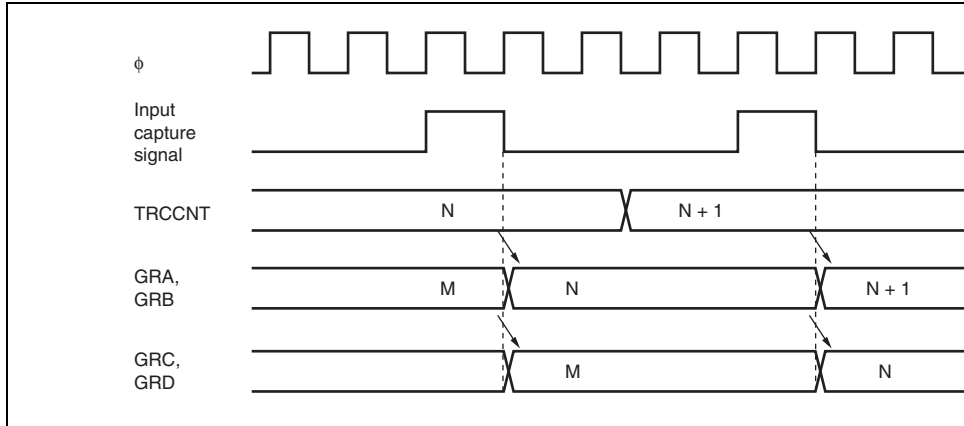 ϕ
Input
capture
signal
TRCCNT
N
N + 1
GRA,
GRB
M
N
N + 1
GRC,
GRD
M
N